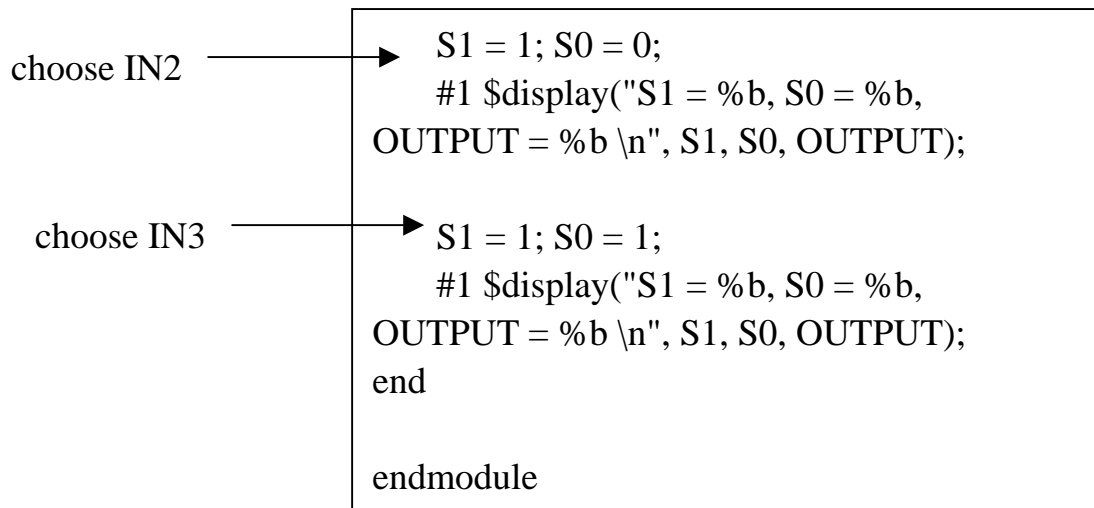 choose IN2
S1 = 1; S0 = 0;
#1 $display("S1 = %b, S0 = %b,
OUTPUT = %b \n", S1, S0, OUTPUT);
choose IN3
S1 = 1; S0 = 1;
#1 $display("S1 = %b, S0 = %b,
OUTPUT = %b \n", S1, S0, OUTPUT);
end
endmodule